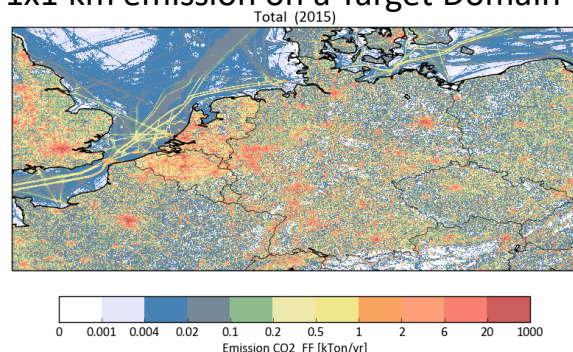 1x1 km emission on a Target Domain
Total (2015)
0 0.001 0.004 0.02 0.1 0.2 0.5 1 2 6 20 1000
Emission CO2_FF [kTon/yr]